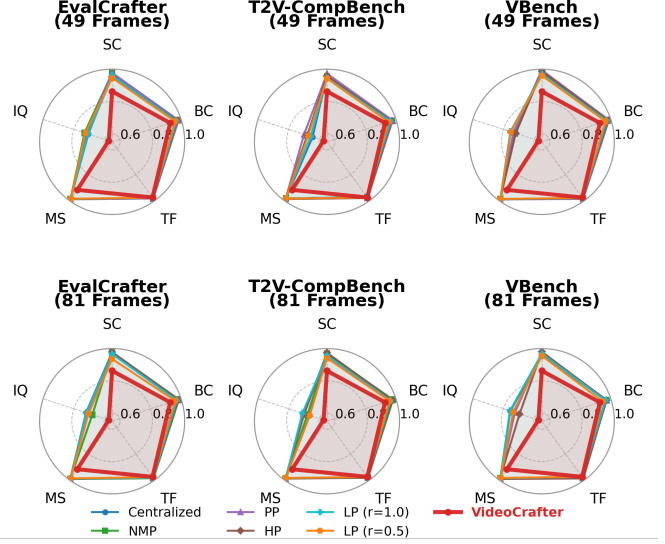 EvalCrafter
(49 Frames)
T2V-CompBench
(49 Frames)
VBench
(49 Frames)
SC
SC
SC
IQ
BC
IQ
BC
IQ
BC
0.6
1.0
0.6
1.0
0.6
1.0
MS
TF
MS
TF
MS
TF
EvalCrafter
(81 Frames)
T2V-CompBench
(81 Frames)
VBench
(81 Frames)
SC
SC
SC
IQ
BC
IQ
BC
IQ
BC
0.6
1.0
0.6
1.0
0.6
1.0
MS
TF
MS
TF
MS
TF
Centralized
PP
LP (r=1.0)
VideoCrafter
NMP
HP
LP (r=0.5)